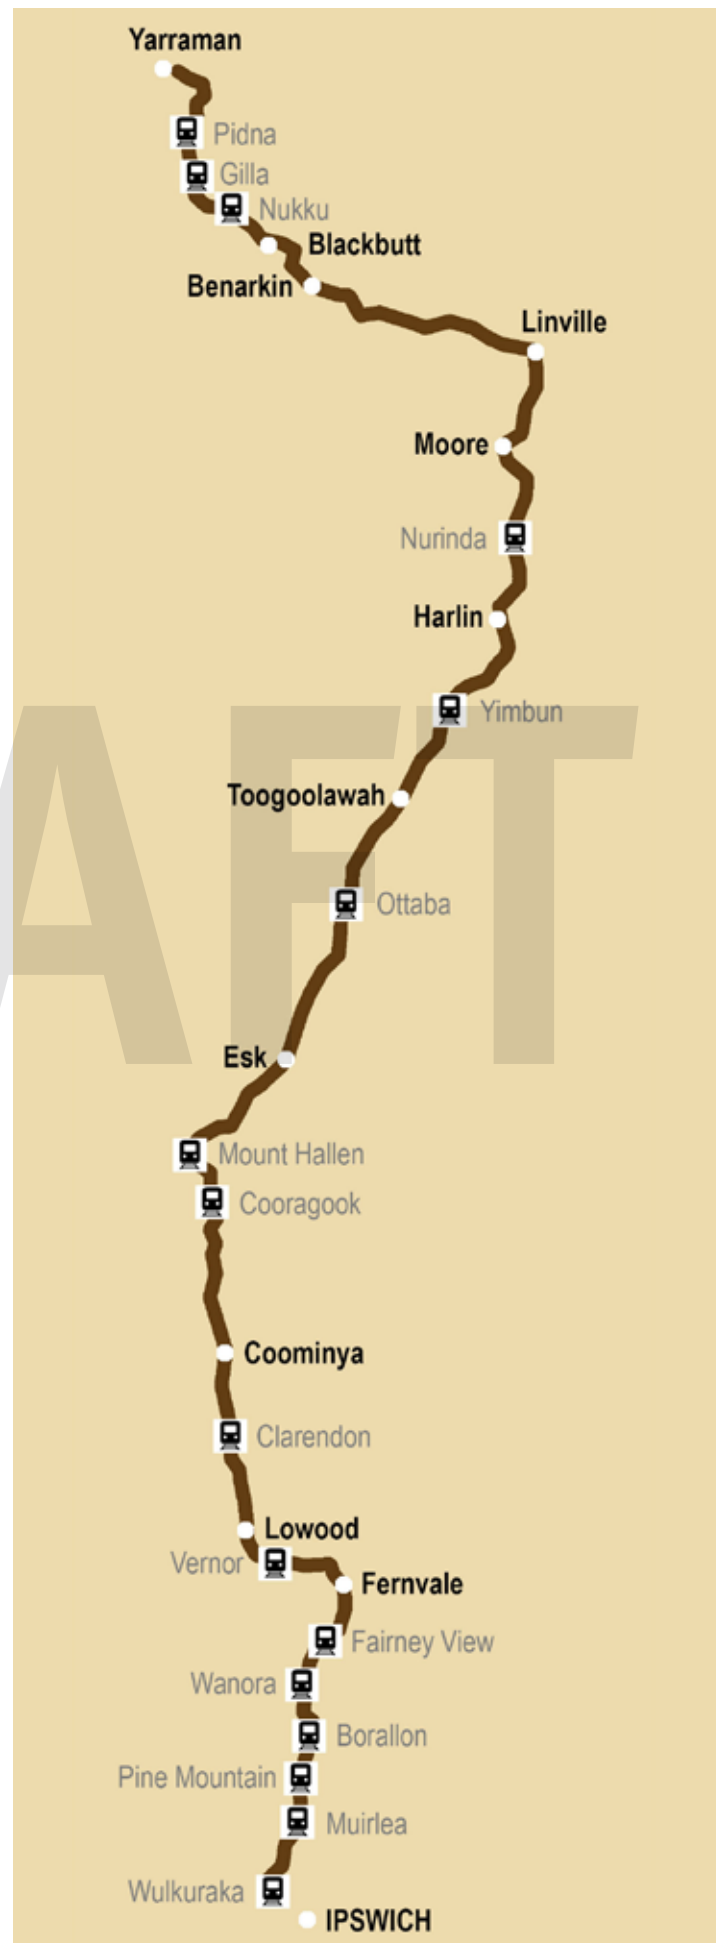 Yarraman
Pidna
Gilla
Nukku
Blackbutt
Benarkin
Linville
Moore
Nurinda
Harlin
Yimbun
Toogoolawah
Ottaba
Esk
Mount Hallen
Cooragook
Coominya
Clarendon
Lowood
Vernor
Fernvale
Fairney View
Wanora
Borallon
Pine Mountain
Muirlea
Wulkuraka
IPSWICH
AFT